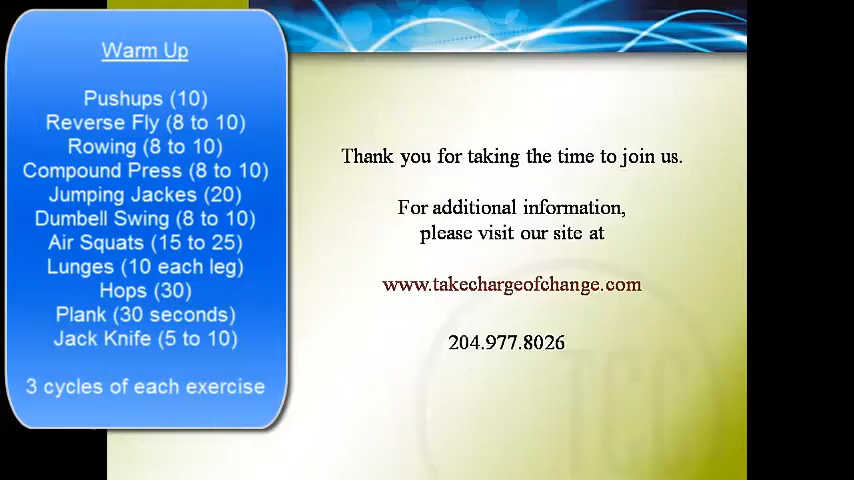 Warm Up
Pushups (10)
Reverse Fly (8 to 10)
Rowing (8 to 10)
Compound Press (8 to 10)
Jumping Jackes (20)
Dumbell Swing (8 to 10)
Air Squats (15 to 25)
Lunges (10 each leg)
Hops (30)
Plank (30 seconds)
Jack Knife (5 to 10)
3 cycles of each exercise
Thank you for taking the time to join us.
For additional information,
please visit our site at
www.takechargeofchange.com
204.977.8026
TCC